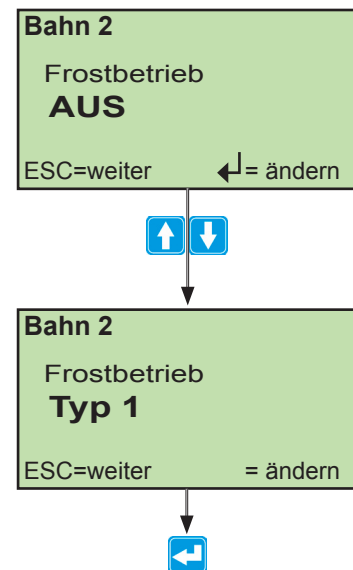 Bahn 2
Frostbetrieb
AUS
ESC=weiter ↵= ändern
Bahn 2
Frostbetrieb
Typ 1
ESC=weiter = ändern